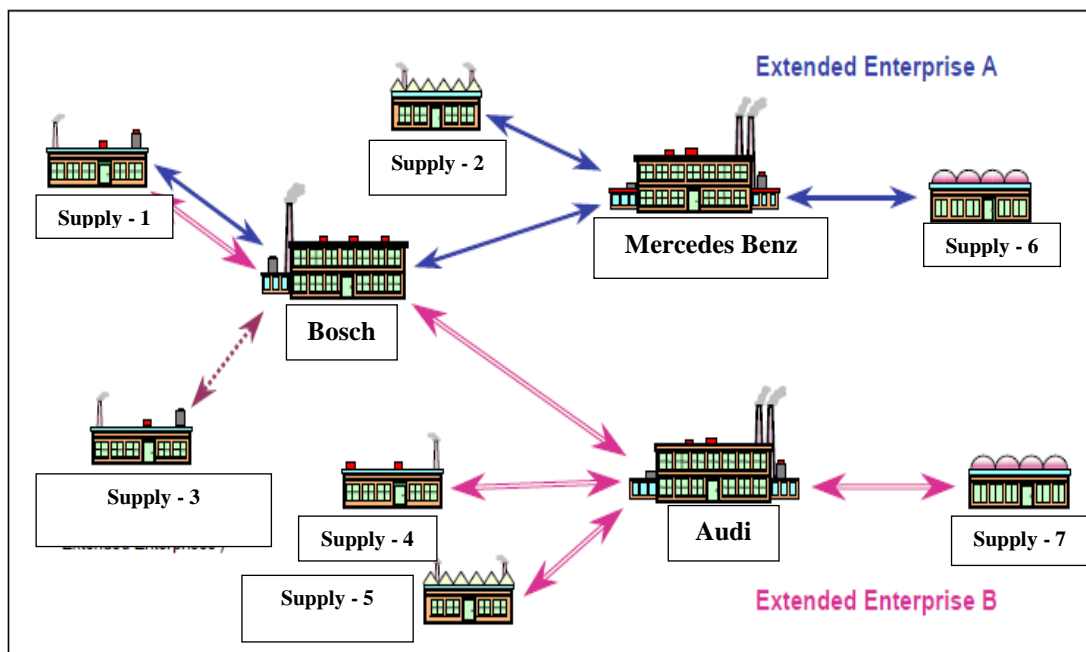 Extended Enterprise A
Supply - 2
Supply - 1
Mercedes Benz
Supply - 6
Bosch
Supply - 3
Supply - 4
Audi
Supply - 7
Supply - 5
Extended Enterprise B